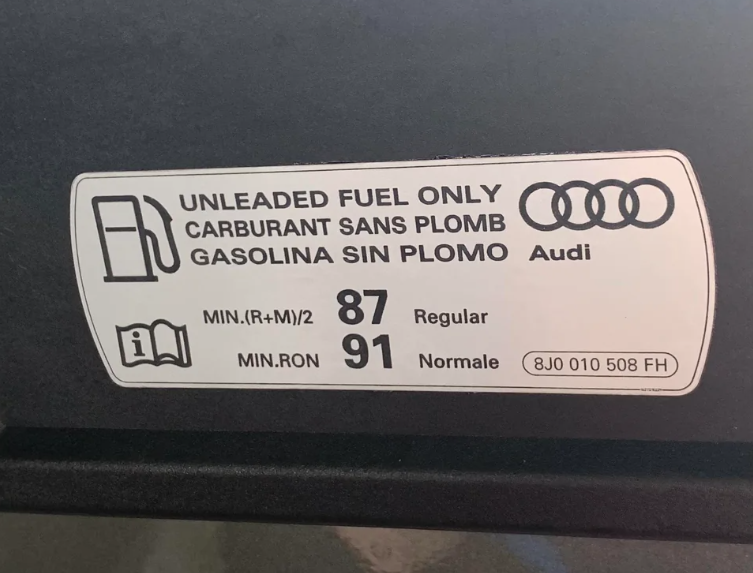 UNLEADED FUEL ONLY
CARBURANT SANS PLOMB
GASOLINA SIN PLOMO Audi
MIN.(R+M)/2 87 Regular
MIN.RON 91 Normale 8J0 010 508 FH